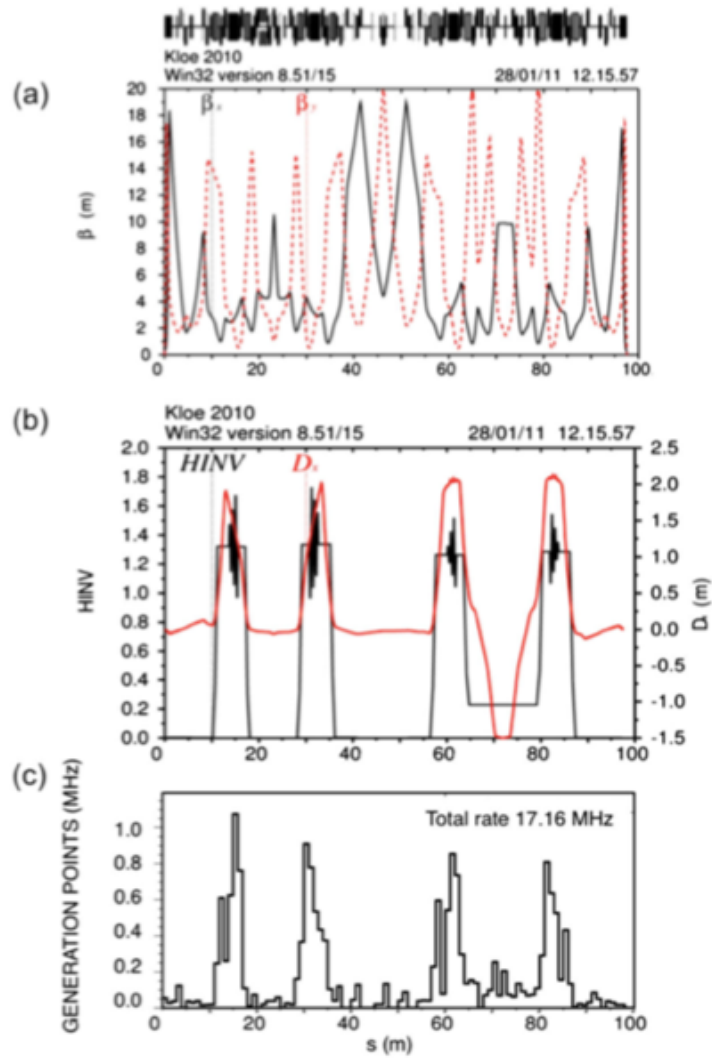 Kloe 2010
Win32 version 8.51/15 28/01/11 12.15.57
(a)
βx βy
20
18
16
14
12
10
8
6
4
2
0
β (m)
0 20 40 60 80 100
(b)
Kloe 2010
Win32 version 8.51/15 28/01/11 12.15.57
HINV Dx
2.0
1.8
1.6
1.4
1.2
1.0
0.8
0.6
0.4
0.2
0.0
HINV
2.5
2.0
1.5
1.0
0.5
0.0
-0.5
-1.0
-1.5
D (m)
0 20 40 60 80 100
(c)
Total rate 17.16 MHz
GENERATION POINTS (MHz)
1.0
0.8
0.6
0.4
0.2
0.0
0 20 40 60 80 100
s (m)